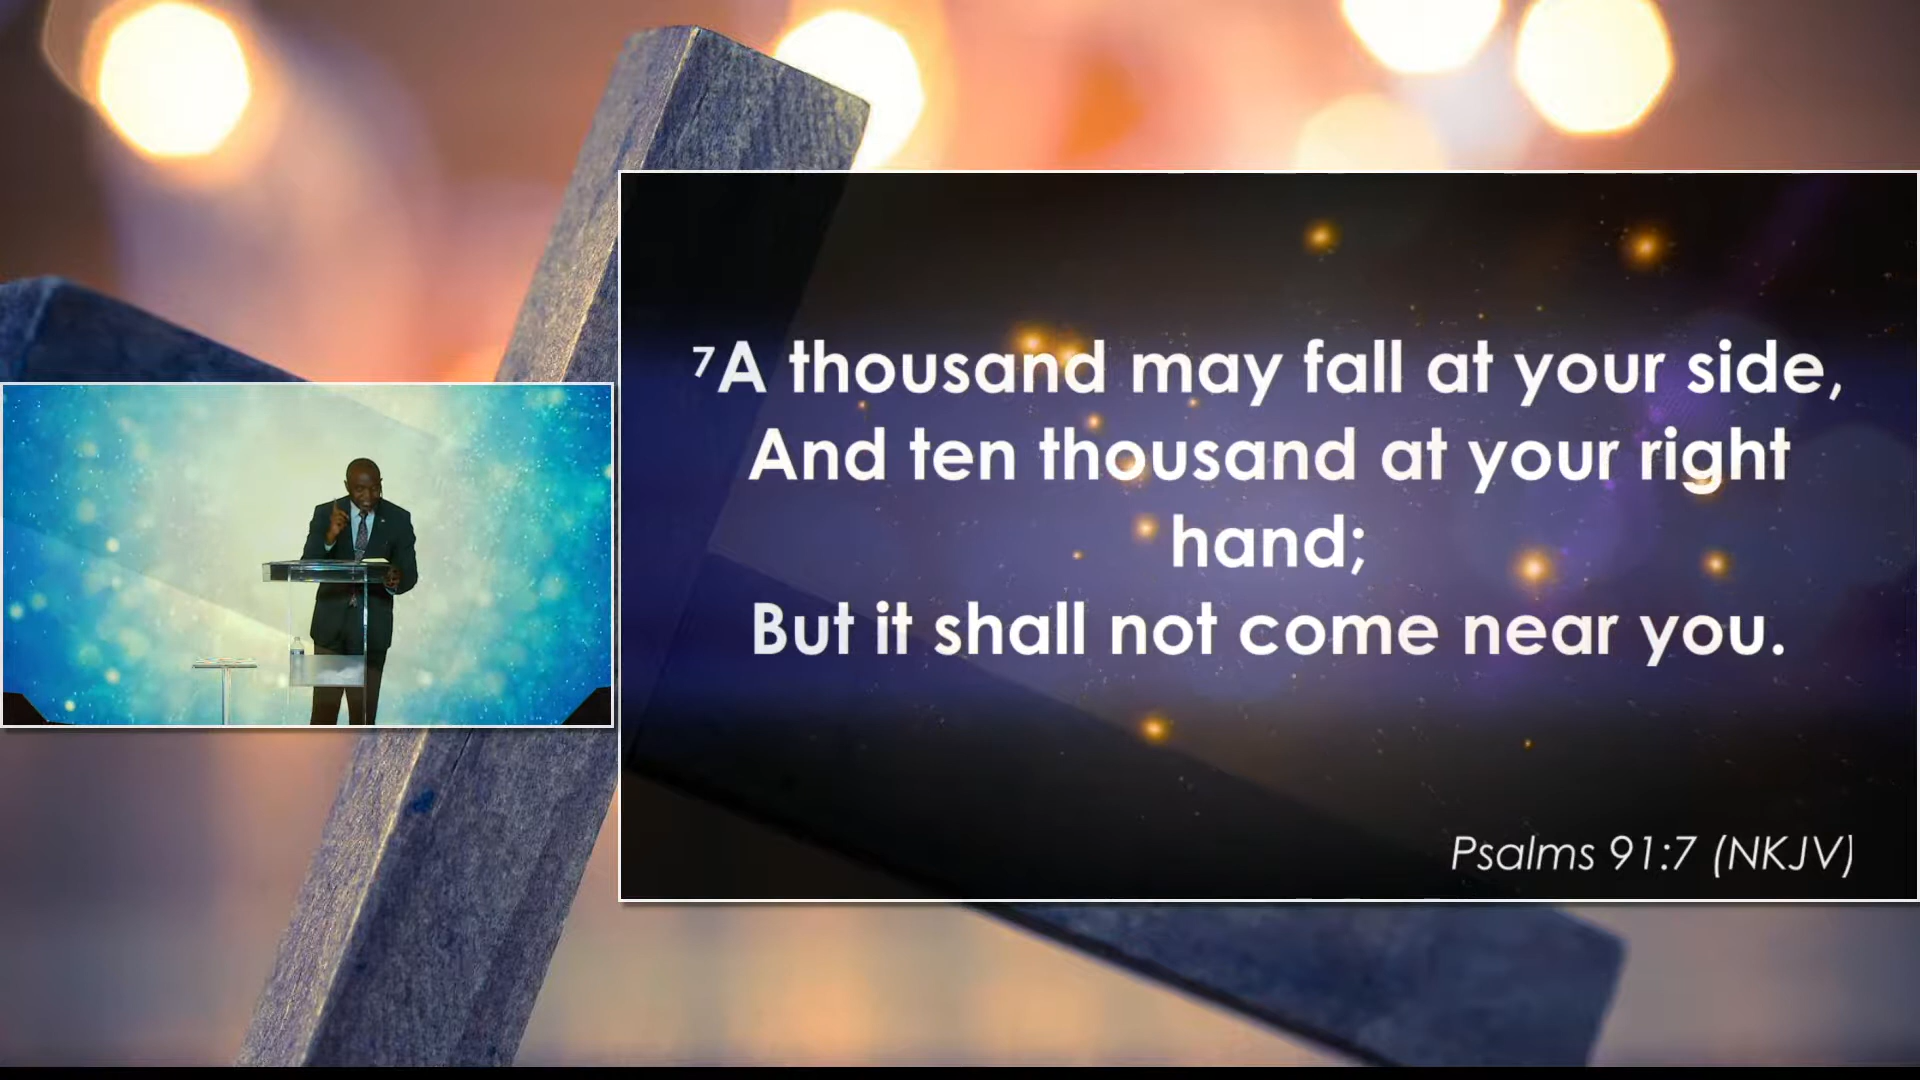 ⁷A thousand may fall at your side,
And ten thousand at your right
hand;
But it shall not come near you.
Psalms 91:7 (NKJV)